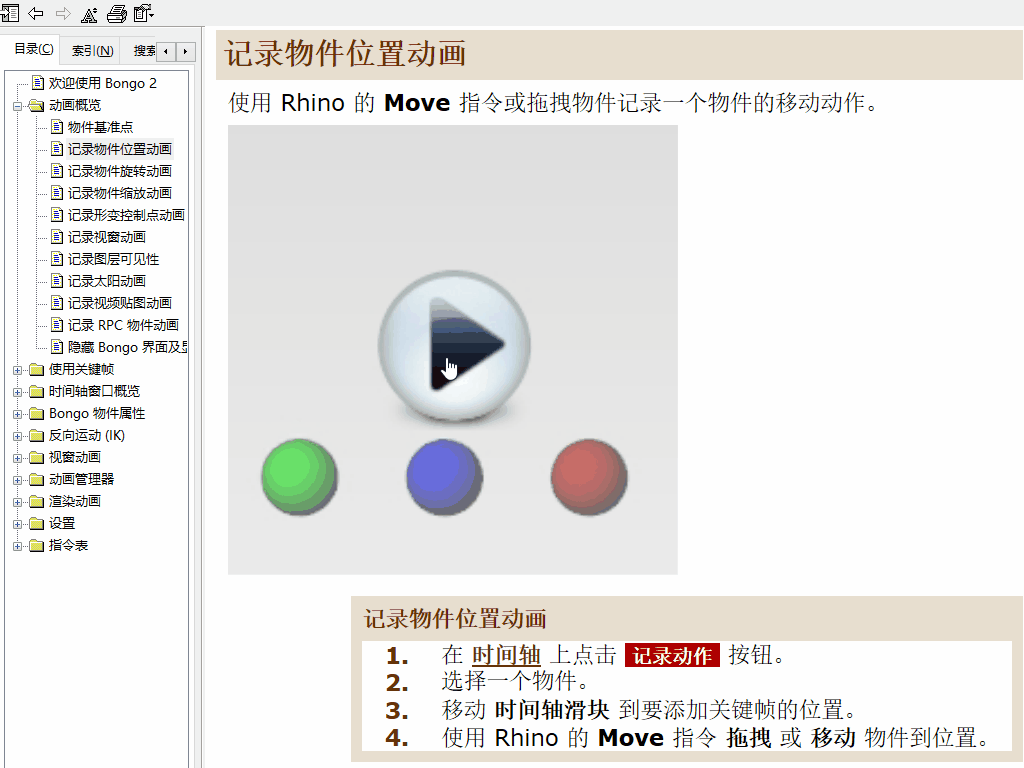 目录(C)
索引(N)
搜索
欢迎使用 Bongo 2
动画概览
物件基准点
记录物件位置动画
记录物件旋转动画
记录物件缩放动画
记录形变控制点动画
记录视窗动画
记录图层可见性
记录太阳动画
记录视频贴图动画
记录 RPC 物件动画
隐藏 Bongo 界面及
使用关键帧
时间轴窗口概览
Bongo 物件属性
反向运动 (IK)
视窗动画
动画管理器
渲染动画
设置
指令表
记录物件位置动画
使用 Rhino 的 Move 指令或拖拽物件记录一个物件的移动动作。
记录物件位置动画
1. 在 时间轴 上点击 记录动作 按钮。
2. 选择一个物件。
3. 移动 时间轴滑块 到要添加关键帧的位置。
4. 使用 Rhino 的 Move 指令 拖拽 或 移动 物件到位置。